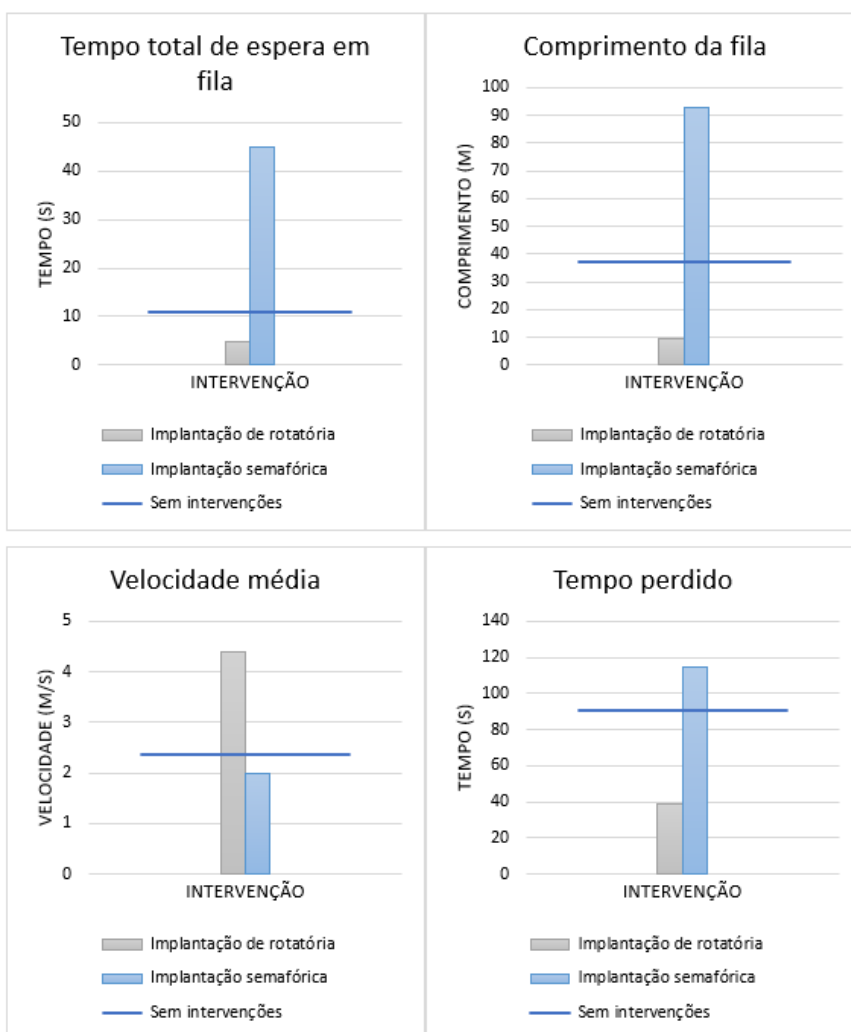 Tempo total de espera em
fila
50
40
30
20
10
0
TEMPO (S)
INTERVENÇÃO
Implantação de rotatória
Implantação semafórica
Sem intervenções
Comprimento da fila
100
90
80
70
60
50
40
30
20
10
0
COMPRIMENTO (M)
INTERVENÇÃO
Implantação de rotatória
Implantação semafórica
Sem intervenções
Velocidade média
5
4
3
2
1
0
VELOCIDADE (M/S)
INTERVENÇÃO
Implantação de rotatória
Implantação semafórica
Sem intervenções
Tempo perdido
140
120
100
80
60
40
20
0
TEMPO (S)
INTERVENÇÃO
Implantação de rotatória
Implantação semafórica
Sem intervenções